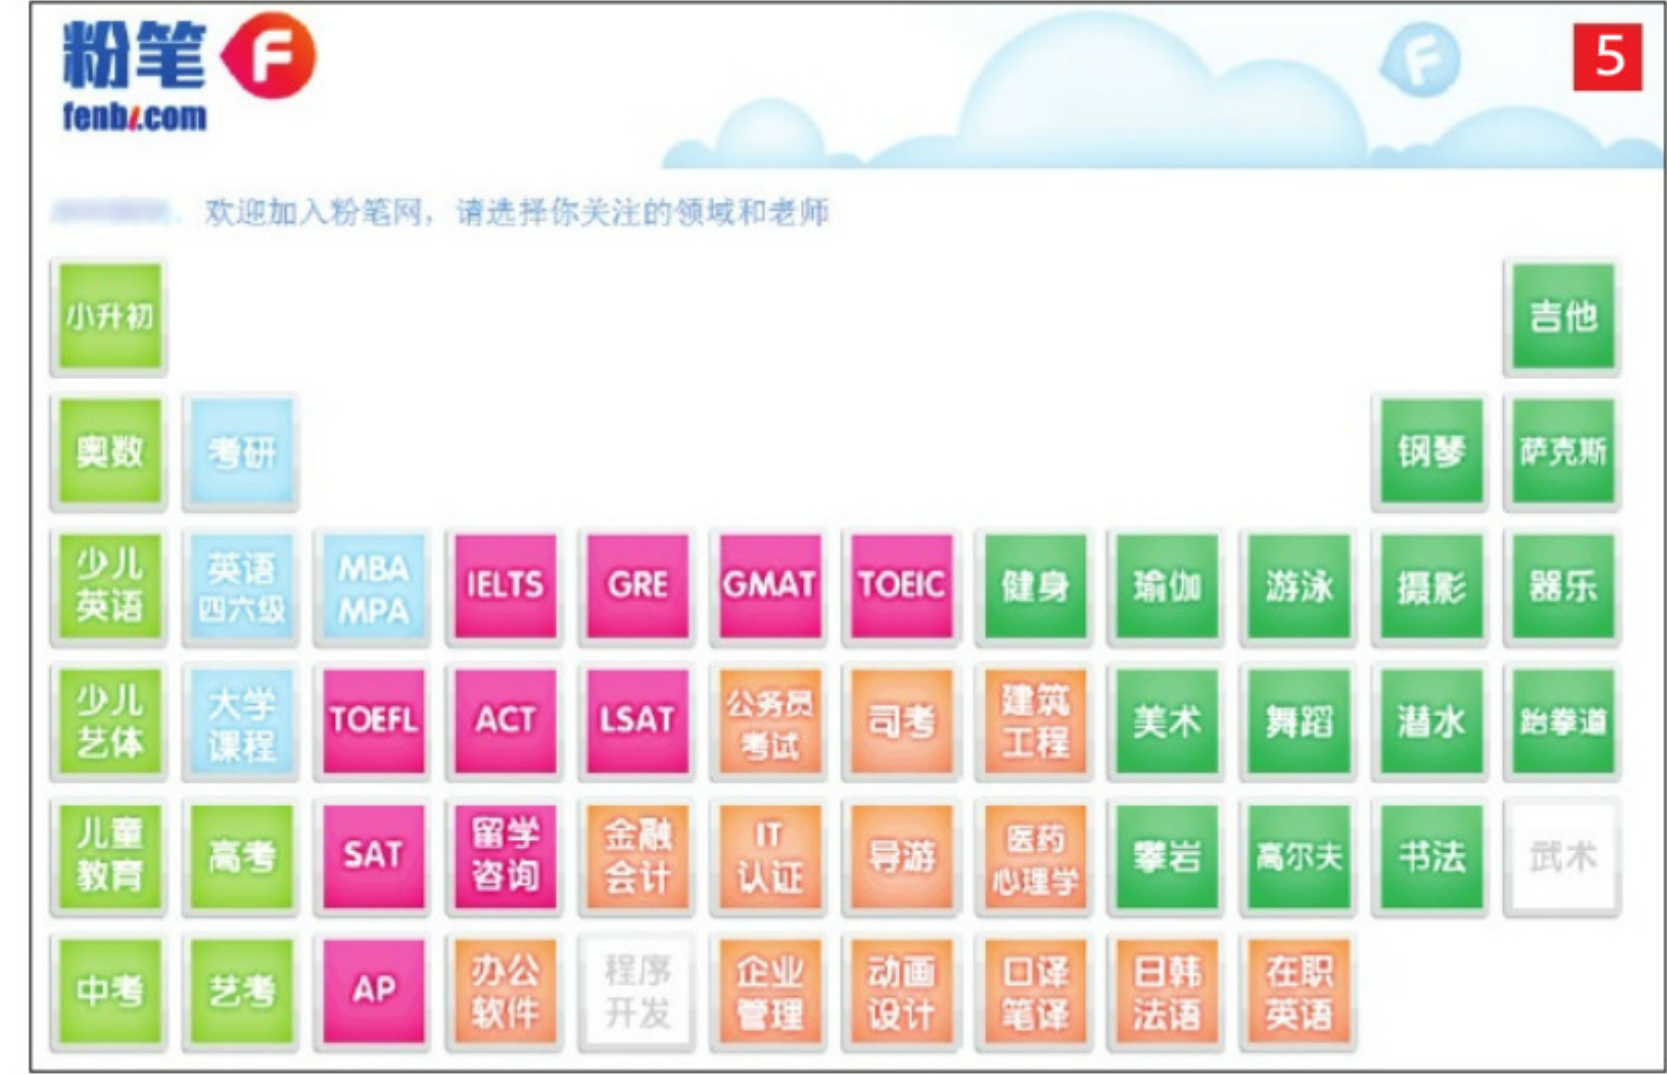 粉笔 F
fenbi.com
F
5
欢迎加入粉笔网，请选择你关注的领域和老师
小升初
吉他
奥数
考研
钢琴
萨克斯
少儿
英语
英语
四六级
MBA
MPA
IELTS
GRE
GMAT
TOEIC
健身
瑜伽
游泳
摄影
器乐
少儿
艺体
大学
课程
TOEFL
ACT
LSAT
公务员
考试
司考
建筑
工程
美术
舞蹈
潜水
跆拳道
儿童
教育
高考
SAT
留学
咨询
金融
会计
IT
认证
导游
医药
心理学
攀岩
高尔夫
书法
武术
中考
艺考
AP
办公
软件
程序
开发
企业
管理
动画
设计
口译
笔译
日韩
法语
在职
英语